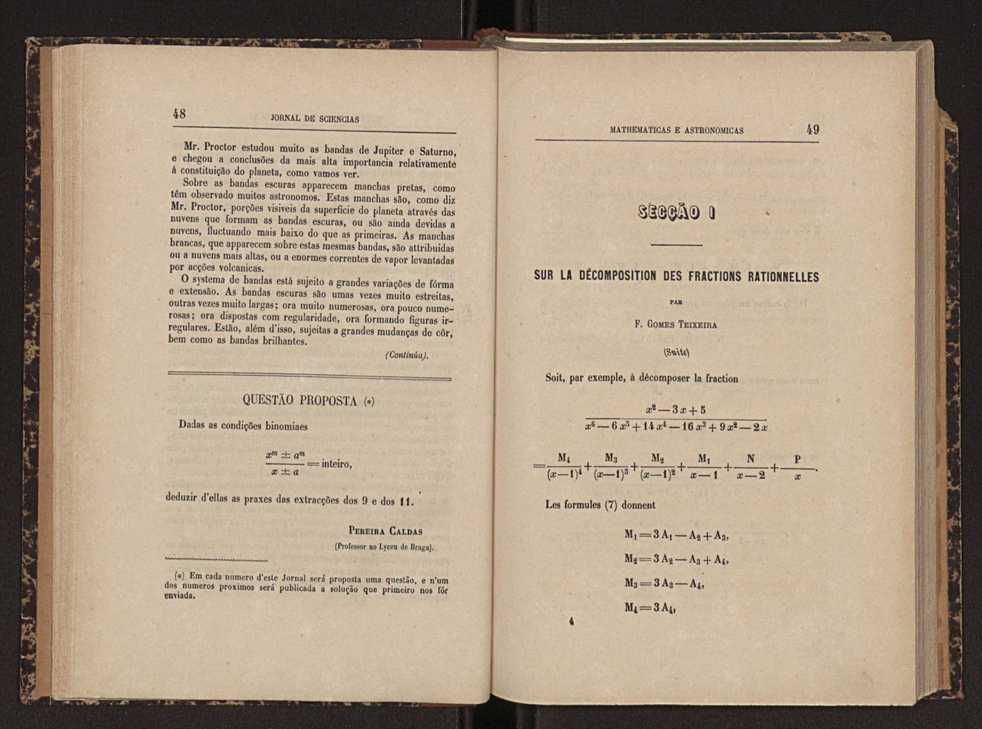 48
JORNAL DE SCIENCIAS
Mr. Proctor estudou muito as bandas de Jupiter e Saturno,
e chegou a conclusões da mais alta importancia relativamente
á constituição do planeta, como vamos ver.
Sobre as bandas escuras apparecem manchas pretas, como
têm observado muitos astronomos. Estas manchas são, como diz
Mr. Proctor, porções visiveis da superficie do planeta através das
nuvens que formam as bandas escuras, ou são ainda devidas a
nuvens, fluctuando mais baixo do que as primeiras. As manchas
brancas, que apparecem sobre estas mesmas bandas, são attribuidas
ou a nuvens mais altas, ou a enormes correntes de vapor levantadas
por acções volcanicas.
O systema de bandas está sujeito a grandes variações de fórma
e extensão. As bandas escuras são umas vezes muito estreitas,
outras vezes muito largas; ora muito numerosas, ora pouco nume-
rosas; ora dispostas com regularidade, ora formando figuras ir-
regulares. Estão, além d'isso, sujeitas a grandes mudanças de côr,
bem como as bandas brilhantes.
(Continúa).
QUESTÃO PROPOSTA (*)
Dadas as condições binomiaes
xᵐ ± aᵐ
x ± a
= inteiro,
deduzir d'ellas as praxes das extracções dos 9 e dos 11.
PEREIRA CALDAS
(Professor no Lyceu de Braga).
(*) Em cada numero d'este Jornal será proposta uma questão, e n'um
dos numeros proximos será publicada a solução que primeiro nos fôr
enviada.
MATHEMATICAS E ASTRONOMICAS
49
SECÇÃO I
SUR LA DÉCOMPOSITION DES FRACTIONS RATIONNELLES
PAR
F. GOMES TEIXEIRA
(Suite)
Soit, par exemple, à décomposer la fraction
x² — 3x + 5
x⁶ — 6x⁵ + 14x⁴ — 16x³ + 9x² — 2x
= M₄/(x—1)⁴ + M₃/(x—1)³ + M₂/(x—1)² + M₁/x—1 + N/x—2 + P/x.
Les formules (7) donnent
M₁ = 3A₁ — A₂ + A₃,
M₂ = 3A₂ — A₃ + A₄,
M₃ = 3A₃ — A₄,
M₄ = 3A₄,
4